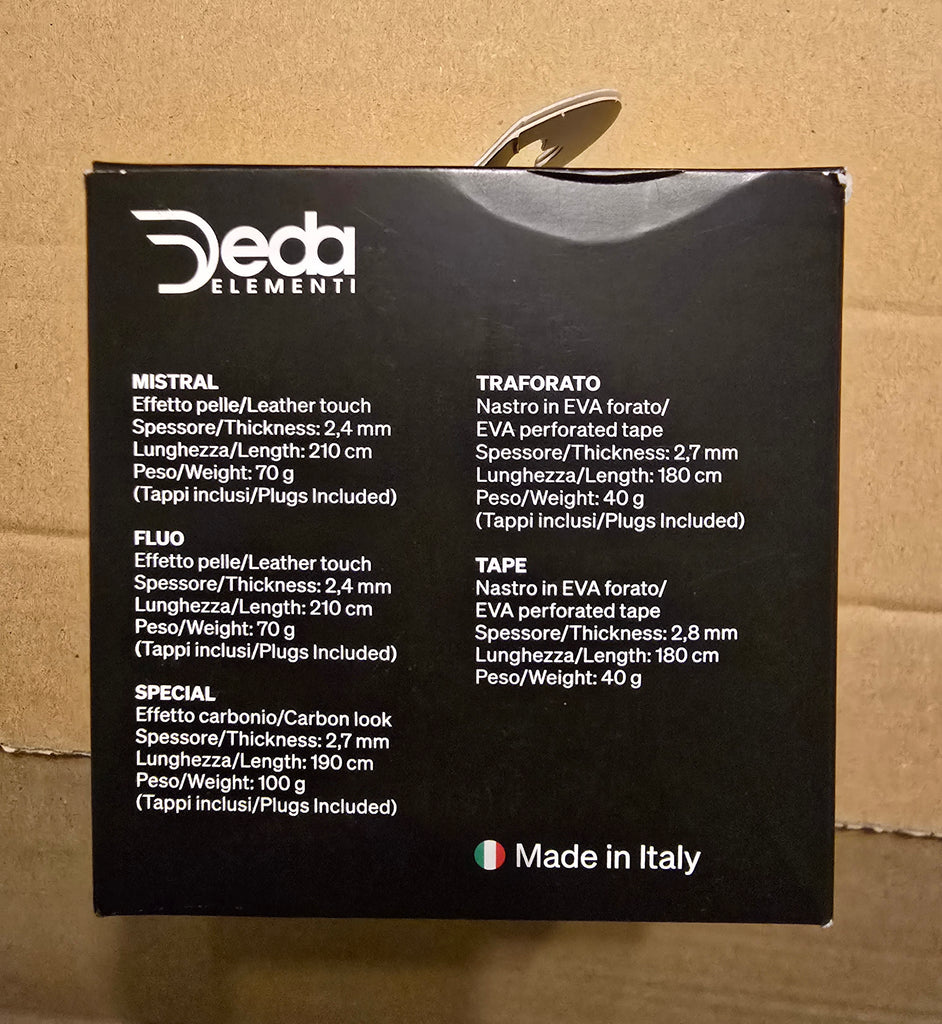 Deda
ELEMENTI
MISTRAL
Effetto pelle/Leather touch
Spessore/Thickness: 2,4 mm
Lunghezza/Length: 210 cm
Peso/Weight: 70 g
(Tappi inclusi/Plugs Included)
FLUO
Effetto pelle/Leather touch
Spessore/Thickness: 2,4 mm
Lunghezza/Length: 210 cm
Peso/Weight: 70 g
(Tappi inclusi/Plugs Included)
SPECIAL
Effetto carbonio/Carbon look
Spessore/Thickness: 2,7 mm
Lunghezza/Length: 190 cm
Peso/Weight: 100 g
(Tappi inclusi/Plugs Included)
TRAFORATO
Nastro in EVA forato/
EVA perforated tape
Spessore/Thickness: 2,7 mm
Lunghezza/Length: 180 cm
Peso/Weight: 40 g
(Tappi inclusi/Plugs Included)
TAPE
Nastro in EVA forato/
EVA perforated tape
Spessore/Thickness: 2,8 mm
Lunghezza/Length: 180 cm
Peso/Weight: 40 g
Made in Italy